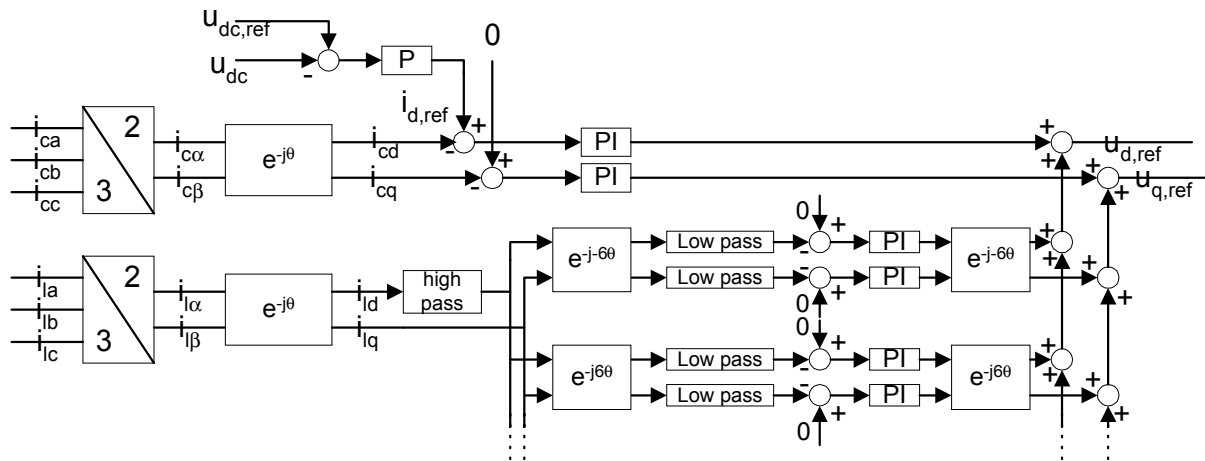 u_dc,ref
0
u_dc
-
P
-
i_d,ref
i_ca
i_cb
i_cc
2
3
i_cα
i_cβ
e^-jθ
i_cd
i_cq
+
-
+
-
PI
PI
+
+
+
+
u_d,ref
u_q,ref
i_la
i_lb
i_lc
2
3
i_lα
i_lβ
e^-jθ
i_ld
i_lq
high
pass
e^-j-6θ
Low pass
Low pass
0
+
-
-
+
0
PI
PI
e^-j-6θ
+
+
+
+
e^-j6θ
Low pass
Low pass
0
+
-
-
+
0
PI
PI
e^-j6θ
+
+
+
+